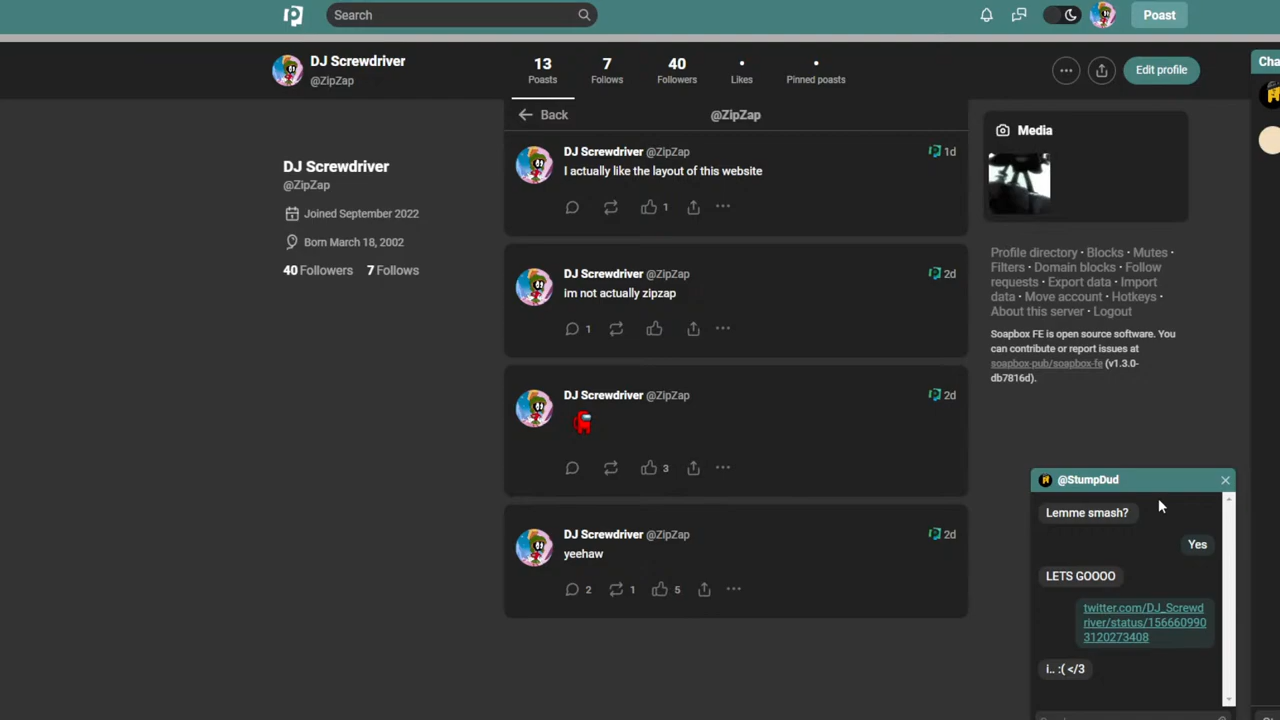 Search
Poast
DJ Screwdriver
@ZipZap
13
Poasts
7
Follows
40
Followers
•
Likes
•
Pinned poasts
Edit profile
Cha
Back
@ZipZap
DJ Screwdriver
@ZipZap
Joined September 2022
Born March 18, 2002
40 Followers 7 Follows
DJ Screwdriver @ZipZap 1d
I actually like the layout of this website
1
DJ Screwdriver @ZipZap 2d
im not actually zipzap
1
DJ Screwdriver @ZipZap 2d
3
DJ Screwdriver @ZipZap 2d
yeehaw
2 1 5
Media
Profile directory · Blocks · Mutes ·
Filters · Domain blocks · Follow
requests · Export data · Import
data · Move account · Hotkeys ·
About this server · Logout
Soapbox FE is open source software. You
can contribute or report issues at
soapbox-pub/soapbox-fe (v1.3.0-
db7816d).
@StumpDud
Lemme smash?
Yes
LETS GOOOO
twitter.com/DJ_Screwd
river/status/156660990
3120273408
i.. :( </3